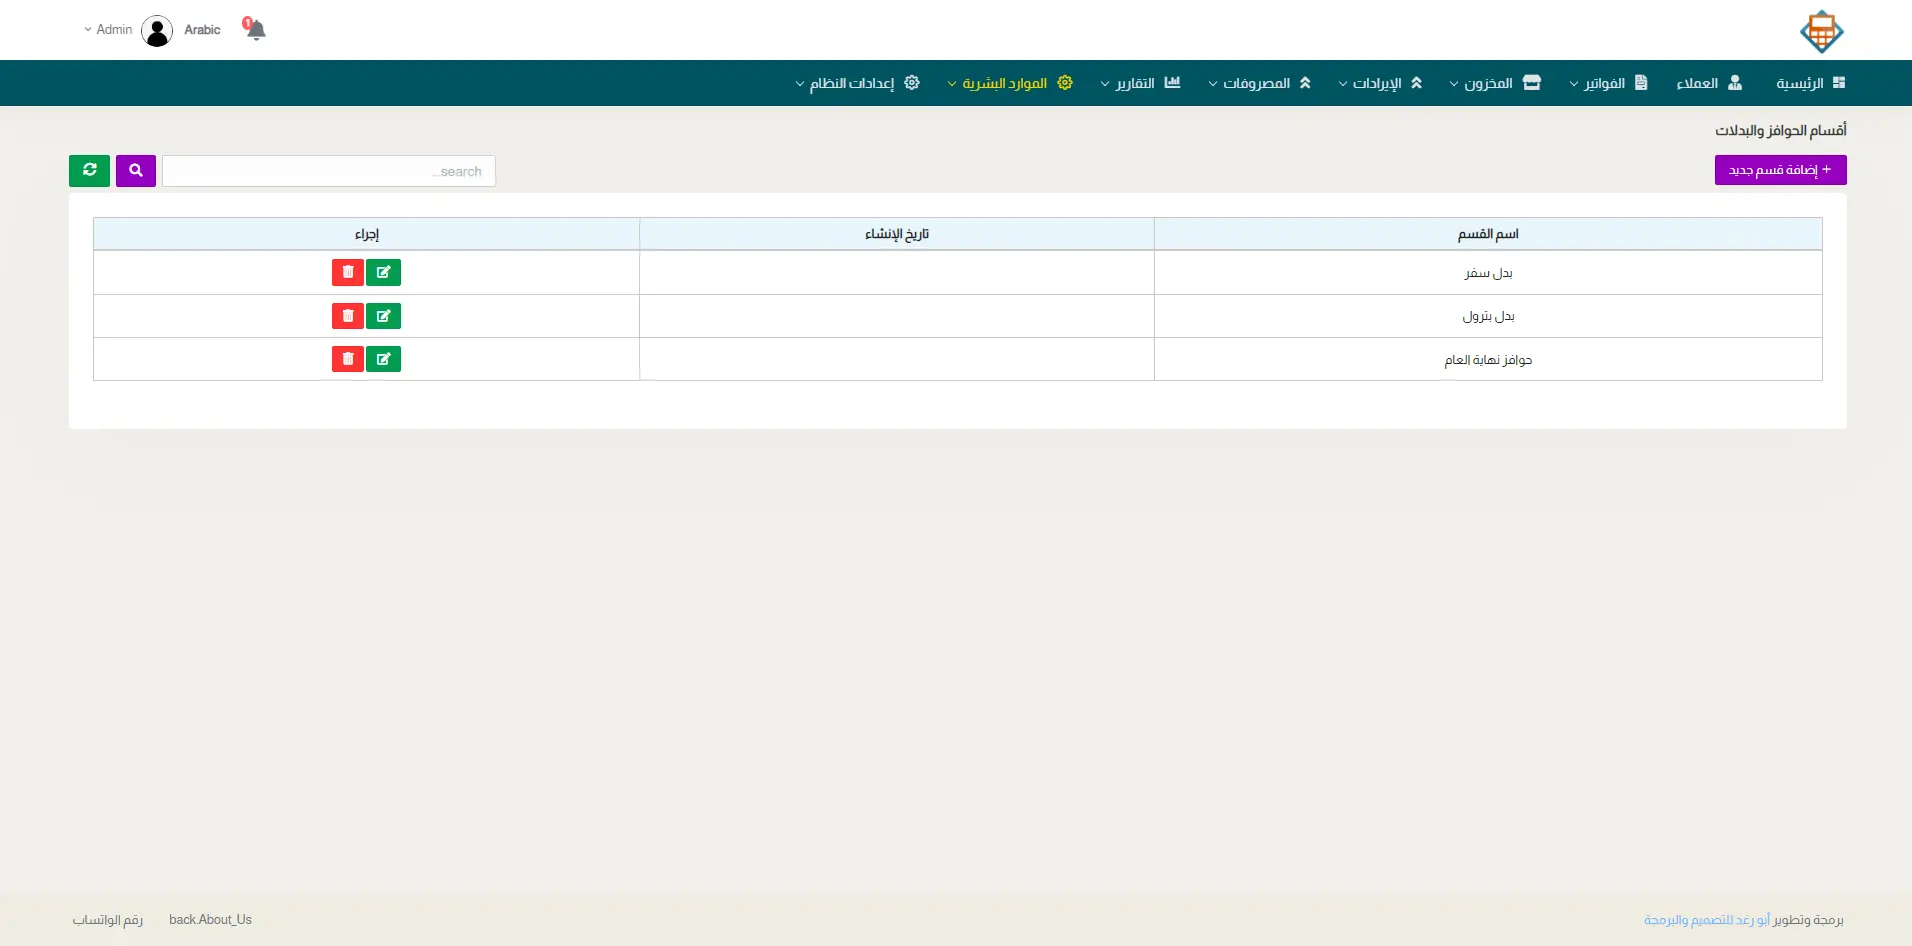 Admin
Arabic
1
الرئيسية
العملاء
الفواتير
المخزون
الإيرادات
المصروفات
التقارير
الموارد البشرية
إعدادات النظام
أقسام الحوافز والبدلات
+ إضافة قسم جديد
search...
اسم القسم
تاريخ الإنشاء
إجراء
بدل سفر
بدل بترول
حوافز نهاية العام
برمجة وتطوير أبو رغد للتصميم والبرمجة
back.About_Us
رقم الواتساب